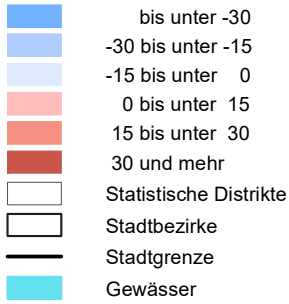 bis unter -30
-30 bis unter -15
-15 bis unter 0
0 bis unter 15
15 bis unter 30
30 und mehr
Statistische Distrikte
Stadtbezirke
Stadtgrenze
Gewässer